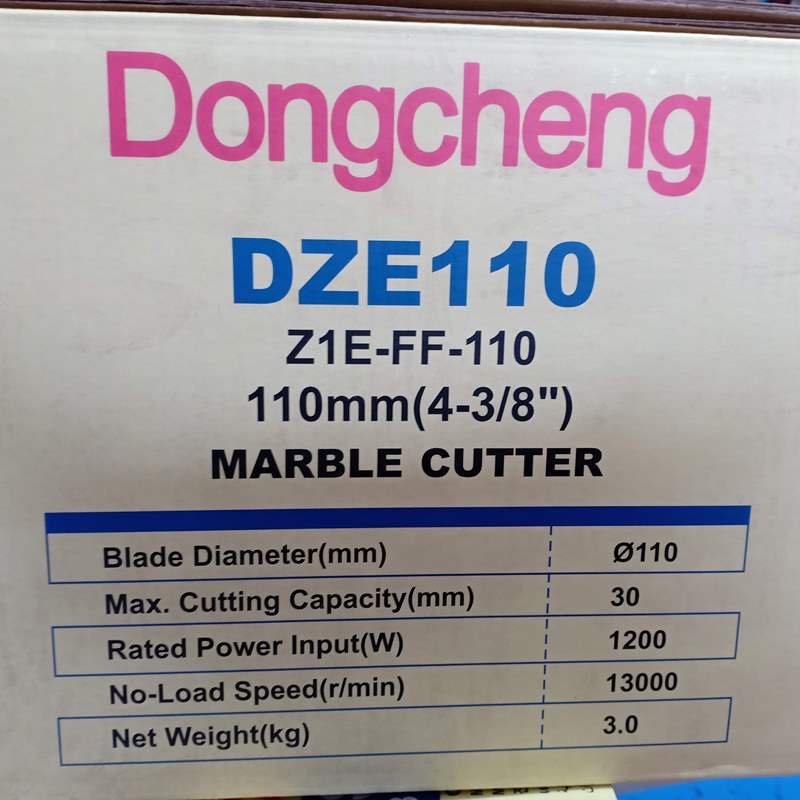 Dongcheng
DZE110
Z1E-FF-110
110mm(4-3/8")
MARBLE CUTTER
Blade Diameter(mm) Ø110
Max. Cutting Capacity(mm) 30
Rated Power Input(W) 1200
No-Load Speed(r/min) 13000
Net Weight(kg) 3.0